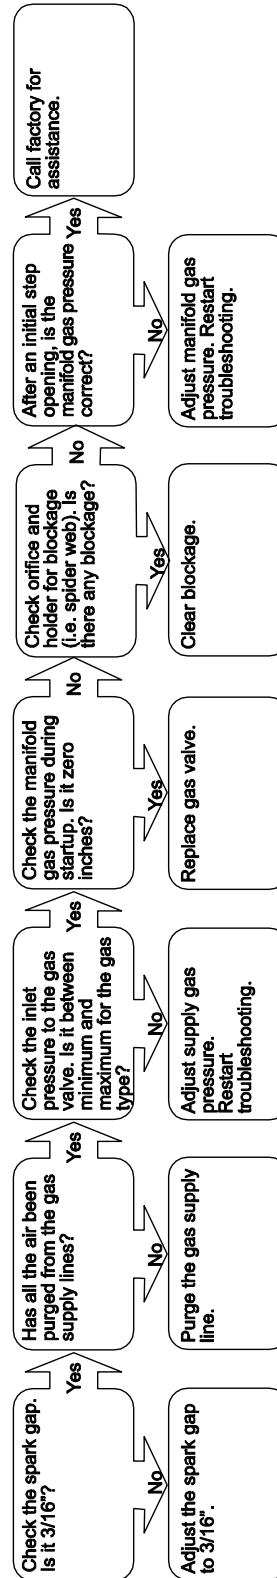 Check the spark gap.
Is it 3/16"?
Yes
No
Adjust the spark gap
to 3/16".
Has all the air been
purged from the gas
supply lines?
Yes
No
Purge the gas supply
line.
Check the inlet
pressure to the gas
valve. Is it between
minimum and
maximum for the gas
type?
Yes
No
Adjust supply gas
pressure.
Restart
troubleshooting.
Check the manifold
gas pressure during
startup. Is it zero
inches?
No
Yes
Replace gas valve.
Check orifice and
holder for blockage
(i.e. spider web). Is
there any blockage?
No
Yes
Clear blockage.
After an initial step
opening, is the
manifold gas pressure
correct?
Yes
No
Adjust manifold gas
pressure. Restart
troubleshooting.
Call factory for
assistance.